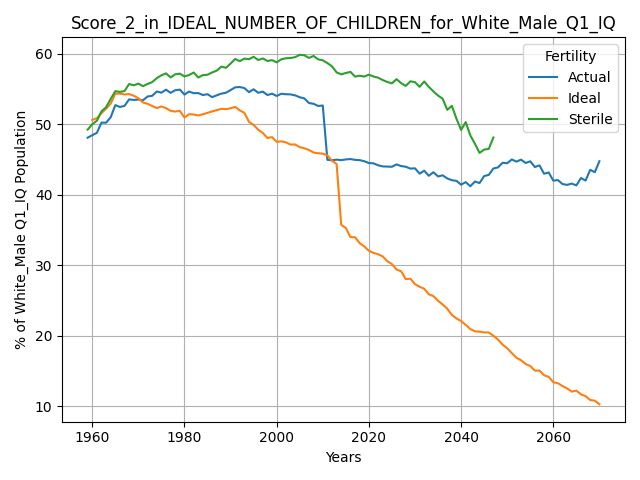 Score_2_in_IDEAL_NUMBER_OF_CHILDREN_for_White_Male_Q1_IQ
% of White_Male Q1_IQ Population
60
50
40
30
20
10
Fertility
Actual
Ideal
Sterile
1960 1980 2000 2020 2040 2060
Years